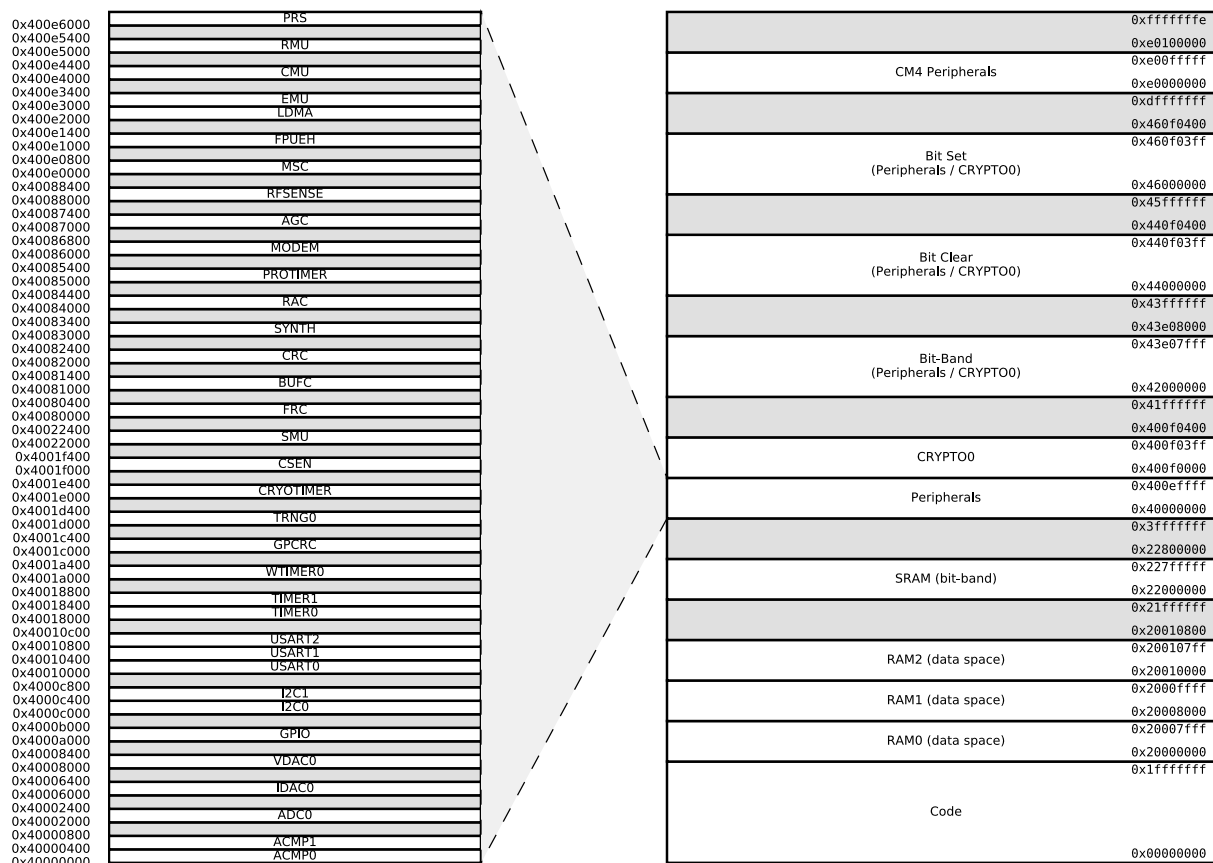 PRS
0x400e6000
0x400e5400
RMU
0x400e5000
0x400e4400
CMU
0x400e4000
0x400e3400
EMU
0x400e3000
LDMA
0x400e2000
0x400e1400
FPUEH
0x400e1000
0x400e0800
MSC
0x400e0000
0x40088400
RFSENSE
0x40088000
0x40087400
AGC
0x40087000
0x40086800
MODEM
0x40086000
0x40085400
PROTIMER
0x40085000
0x40084400
RAC
0x40084000
0x40083400
SYNTH
0x40083000
0x40082400
CRC
0x40082000
0x40081400
BUFC
0x40081000
0x40080400
FRC
0x40080000
0x40022400
SMU
0x40022000
0x4001f400
CSEN
0x4001f000
0x4001e400
CRYOTIMER
0x4001e000
0x4001d400
TRNG0
0x4001d000
0x4001c400
GPCRC
0x4001c000
0x4001a400
WTIMER0
0x4001a000
0x40018800
TIMER1
0x40018400
TIMER0
0x40018000
0x40010c00
USART2
0x40010800
USART1
0x40010400
USART0
0x40010000
0x4000c800
I2C1
0x4000c400
I2C0
0x4000c000
0x4000b000
GPIO
0x4000a000
0x40008400
VDAC0
0x40008000
0x40006400
IDAC0
0x40006000
0x40002400
ADC0
0x40002000
0x40000800
ACMP1
0x40000400
ACMP0
0x40000000
0xfffffffe
0xe0100000
0xe00fffff
CM4 Peripherals
0xe0000000
0xdfffffff
0x460f0400
0x460f03ff
Bit Set
(Peripherals / CRYPTO0)
0x46000000
0x45ffffff
0x440f0400
0x440f03ff
Bit Clear
(Peripherals / CRYPTO0)
0x44000000
0x43ffffff
0x43e08000
0x43e07fff
Bit-Band
(Peripherals / CRYPTO0)
0x42000000
0x41ffffff
0x400f0400
0x400f03ff
CRYPTO0
0x400f0000
0x400effff
Peripherals
0x40000000
0x3fffffff
0x22800000
0x227fffff
SRAM (bit-band)
0x22000000
0x21ffffff
0x20010800
0x200107ff
RAM2 (data space)
0x20010000
0x2000ffff
RAM1 (data space)
0x20008000
0x20007fff
RAM0 (data space)
0x20000000
0x1fffffff
Code
0x00000000